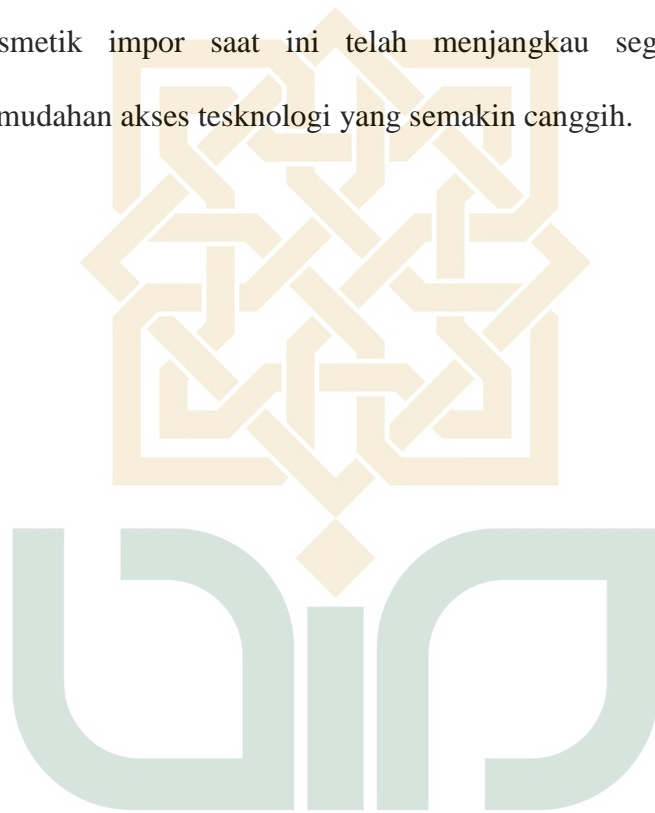 smetik impor saat ini telah menjangkau seg
mudahan akses tesknologi yang semakin canggih.